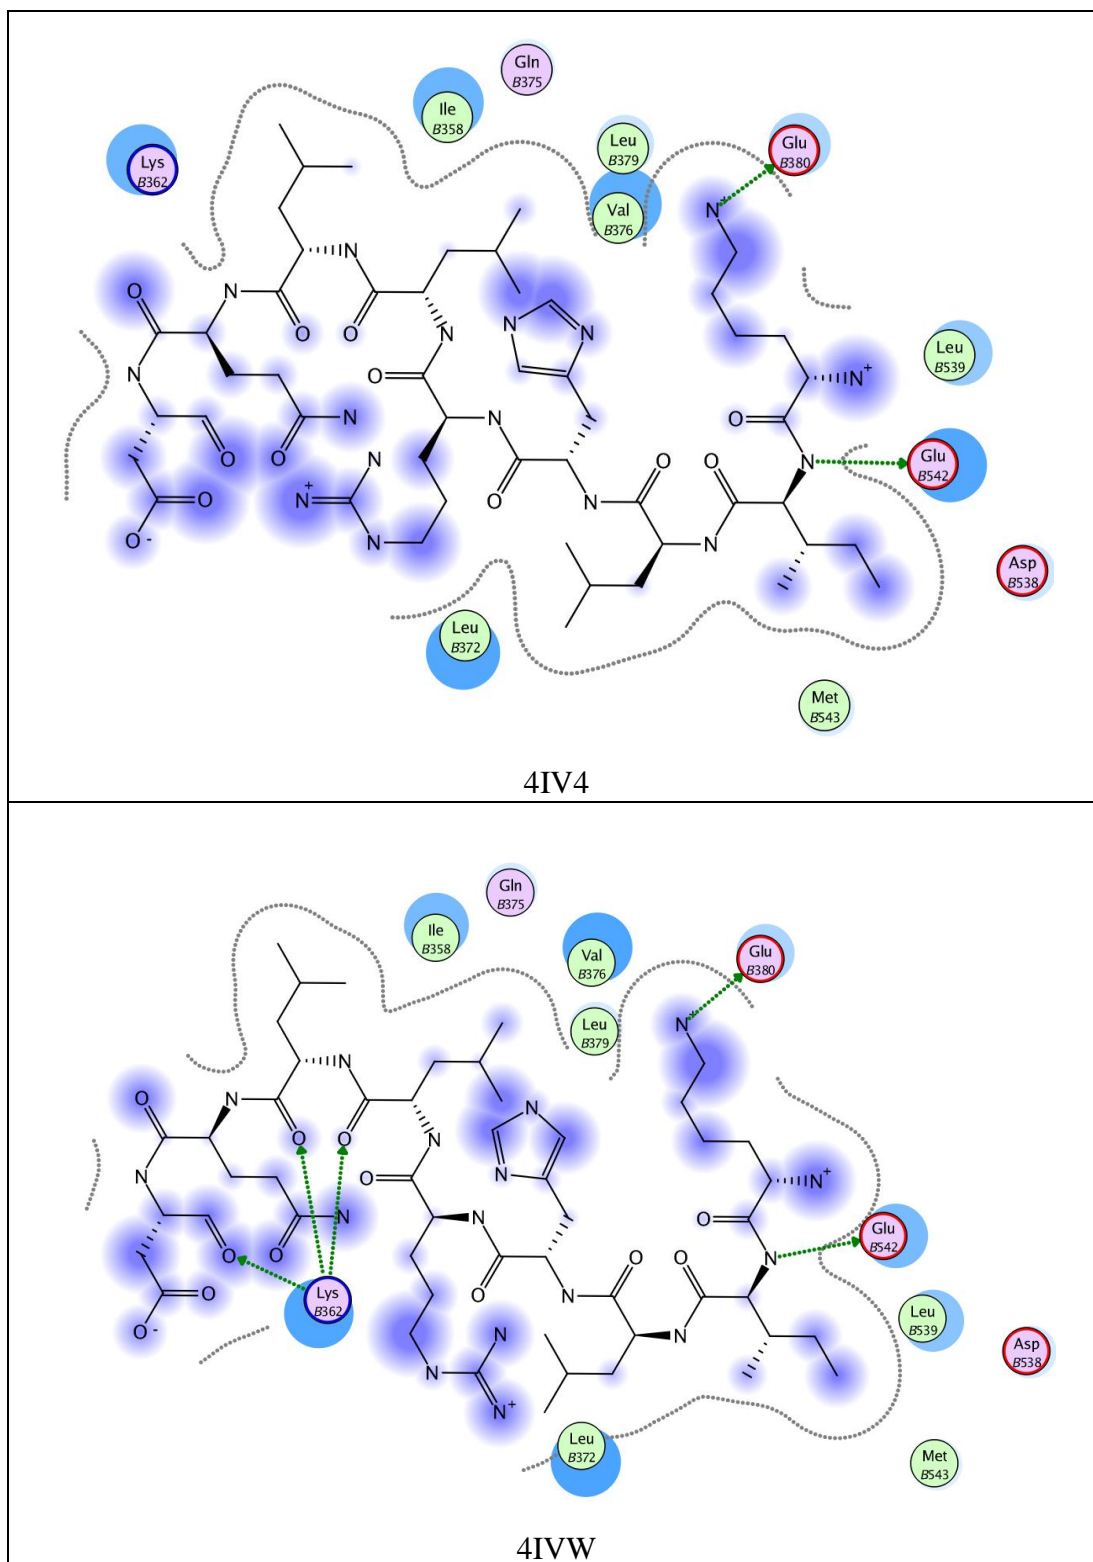 Gln
B375
Ile
B358
Leu
B379
Glu
B380
Lys
B362
Val
B376
N+
O
N
N
O
O
N
N
Leu
B539
N
O
N
O
N+
O
N
N
O
O
N
O
N
Glu
B542
O
O
N+
N
O
O-
N
N
N
Asp
B538
Leu
B372
Met
B543
4IV4
Gln
B375
Ile
B358
Val
B376
Glu
B380
Leu
B379
N+
N
N
O
N
O
O
N
N
O
N
O
N
N+
O
N
N
O
O
O
N
O
N
Glu
B542
O
Lys
B362
O
N
O-
N
N
N
N+
Leu
B539
Asp
B538
Leu
B372
Met
B543
4IVW